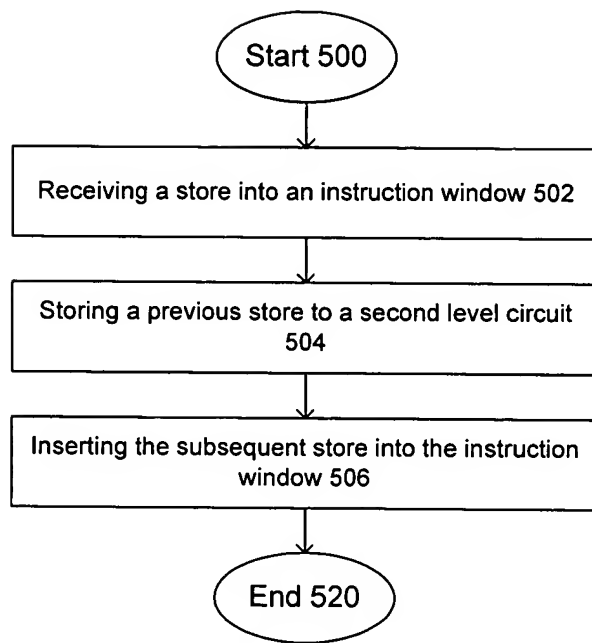 Start 500
Receiving a store into an instruction window 502
Storing a previous store to a second level circuit
504
Inserting the subsequent store into the instruction
window 506
End 520